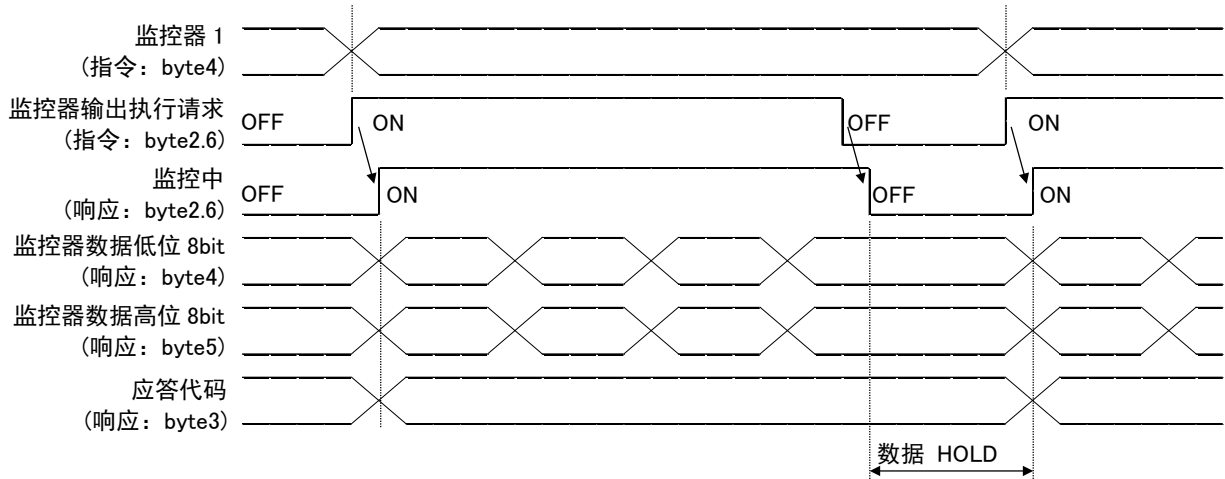 监控器 1
(指令：byte4)
监控器输出执行请求
(指令：byte2.6)
OFF ON OFF ON
监控中
(响应：byte2.6)
OFF ON OFF ON
监控器数据低位 8bit
(响应：byte4)
监控器数据高位 8bit
(响应：byte5)
应答代码
(响应：byte3)
数据 HOLD